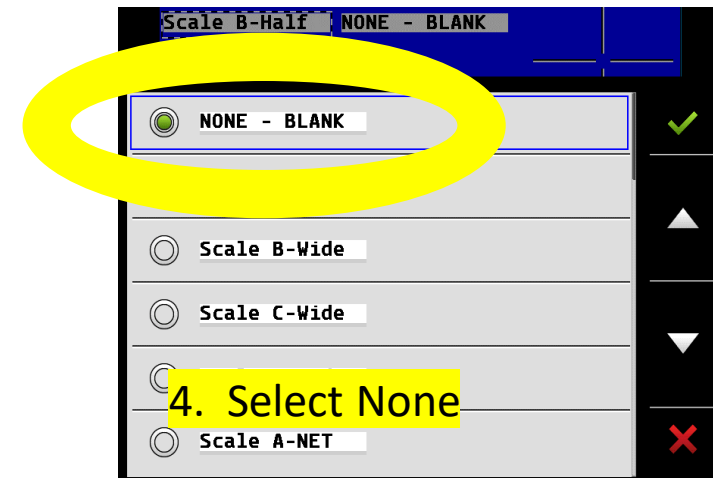 Scale B-Half NONE - BLANK
NONE - BLANK
Scale B-Wide
Scale C-Wide
4. Select None
Scale A-NET